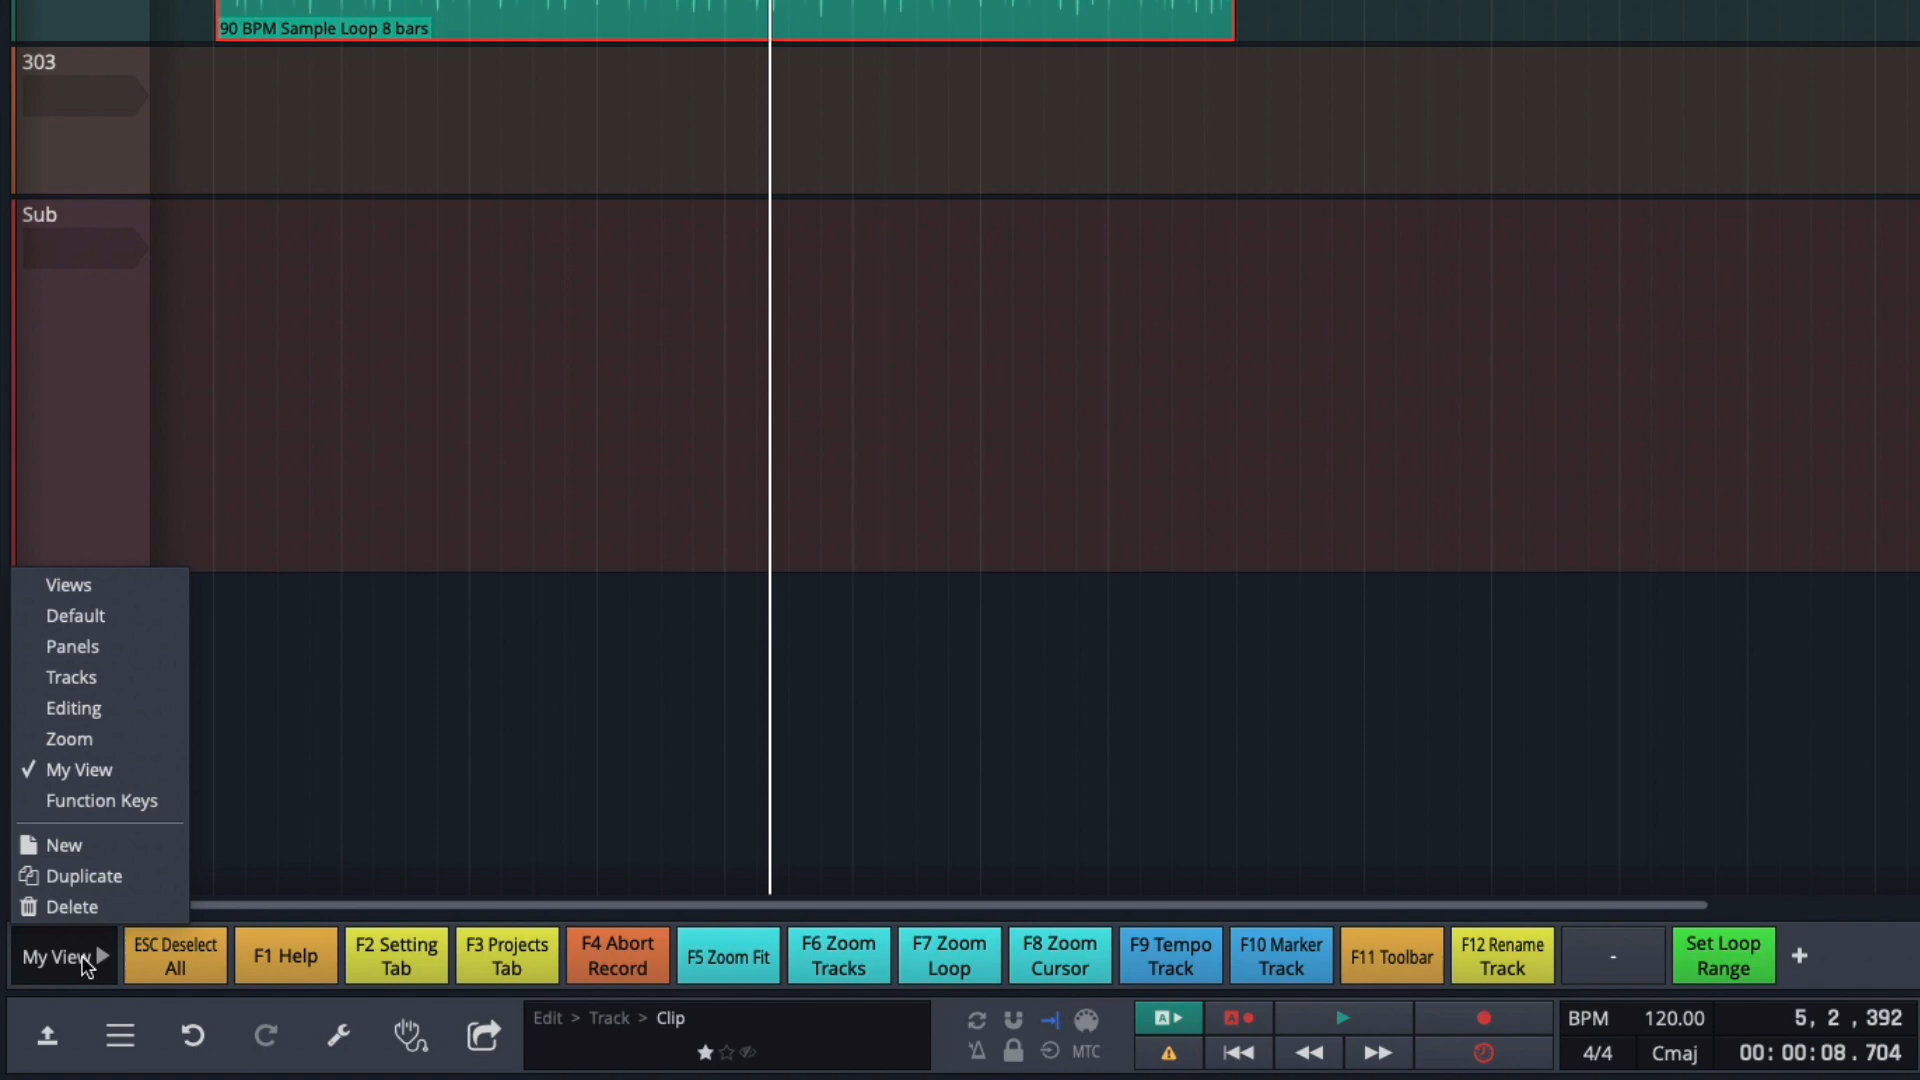 90 BPM Sample Loop 8 bars
303
Sub
Views
Default
Panels
Tracks
Editing
Zoom
✓ My View
Function Keys
New
Duplicate
Delete
My View
ESC Deselect
All
F1 Help
F2 Setting
Tab
F3 Projects
Tab
F4 Abort
Record
F5 Zoom Fit
F6 Zoom
Tracks
F7 Zoom
Loop
F8 Zoom
Cursor
F9 Tempo
Track
F10 Marker
Track
F11 Toolbar
F12 Rename
Track
-
Set Loop
Range
+
Edit > Track > Clip
MTC
A
A
BPM 120.00 5, 2 , 392
4/4 Cmaj 00: 00: 08 . 704